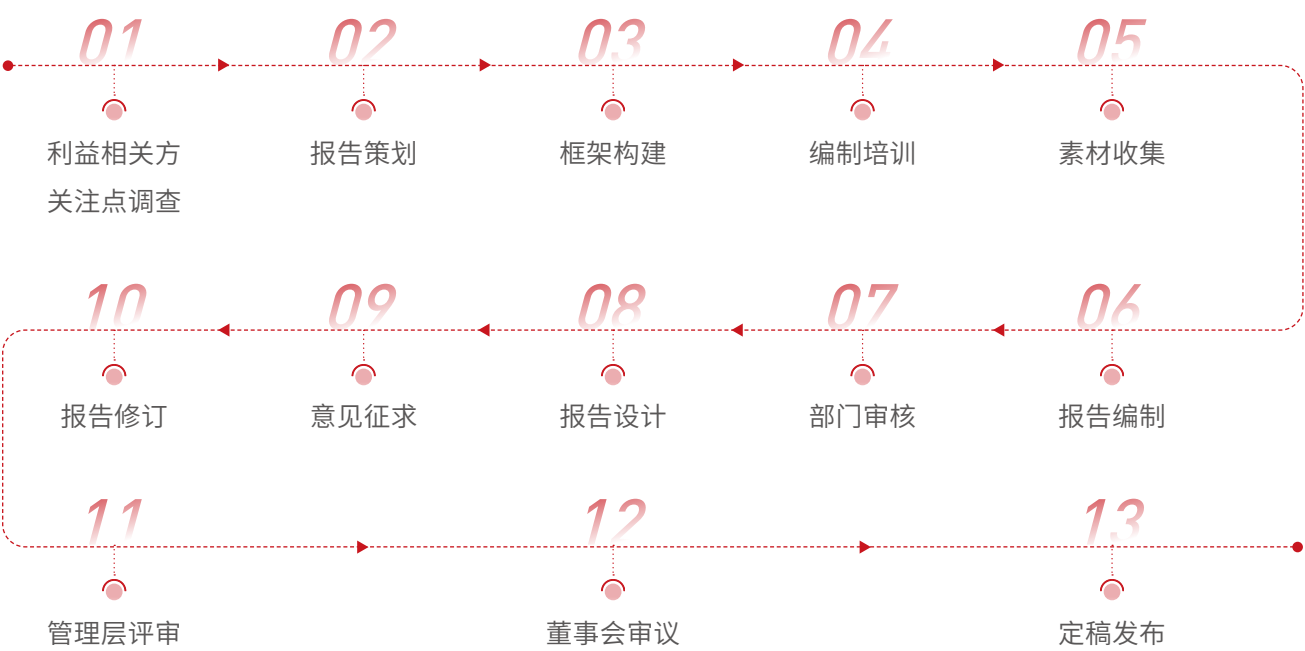 01
利益相关方
关注点调查
02
报告策划
03
框架构建
04
编制培训
05
素材收集
06
报告编制
07
部门审核
08
报告设计
09
意见征求
10
报告修订
11
管理层评审
12
董事会审议
13
定稿发布